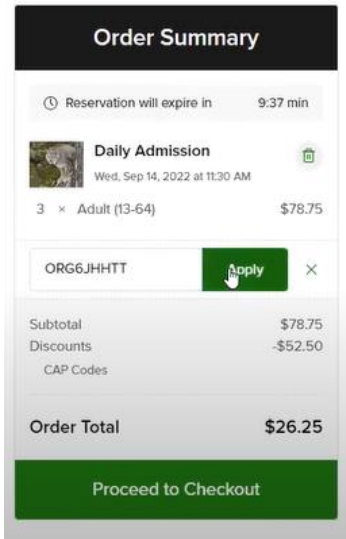 Order Summary
Reservation will expire in 9:37 min
Daily Admission
Wed, Sep 14, 2022 at 11:30 AM
3 × Adult (13-64) $78.75
ORG6JHHTT Apply ×
Subtotal $78.75
Discounts -$52.50
CAP Codes
Order Total $26.25
Proceed to Checkout